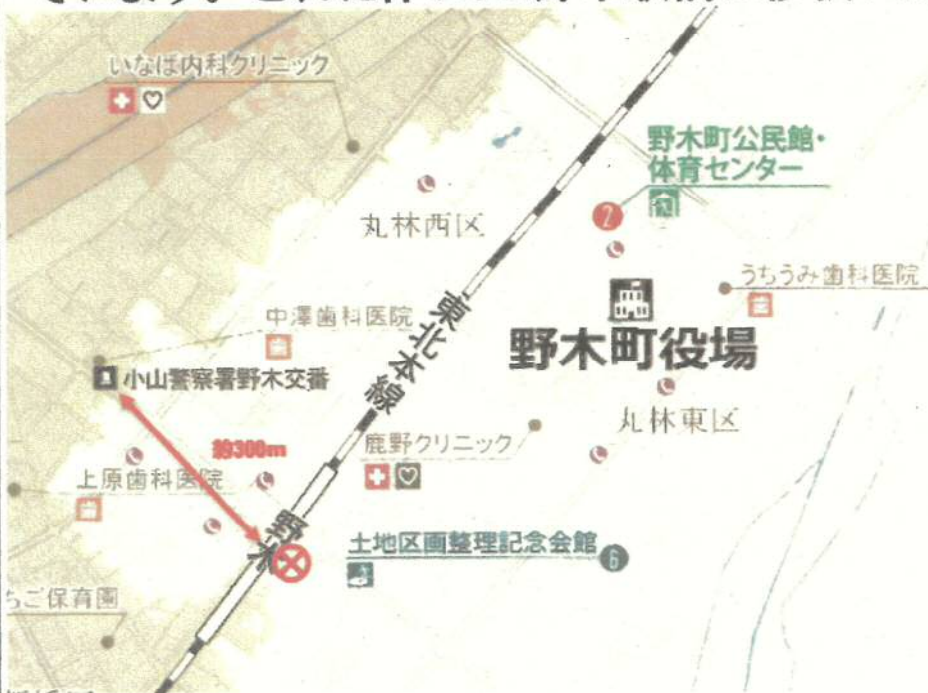 いなば内科クリニック
野木町公民館・
体育センター
2
丸林西区
うちうみ歯科医院
中澤歯科医院
東北本線
野木町役場
小山警察署野木交番
丸林東区
約300m
鹿野クリニック
上原歯科医院
野木
土地区画整理記念会館
6
ちご保育園